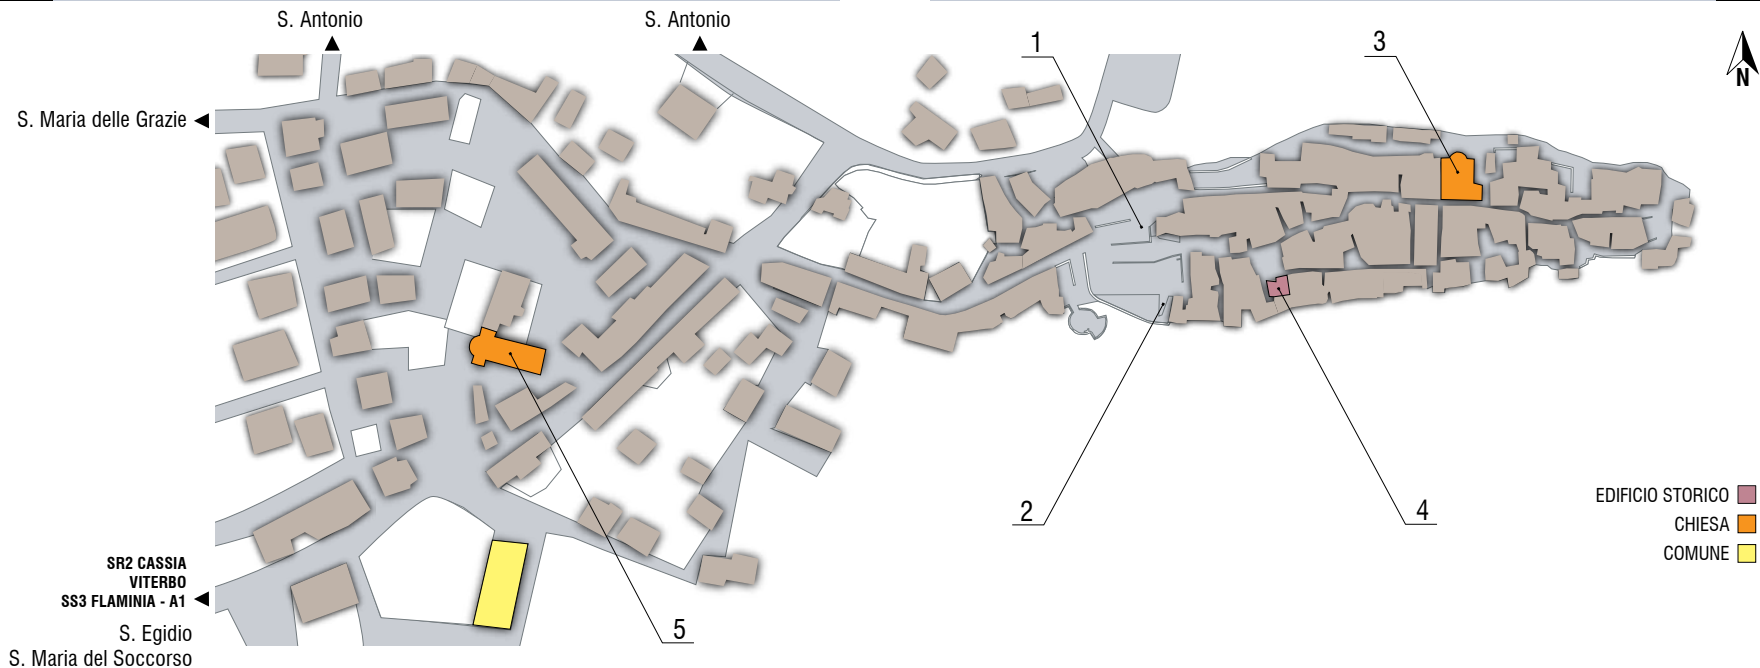 S. Antonio
S. Antonio
1
3
N
S. Maria delle Grazie
2
4
EDIFICIO STORICO
CHIESA
COMUNE
SR2 CASSIA
VITERBO
SS3 FLAMINIA - A1
S. Egidio
S. Maria del Soccorso
5